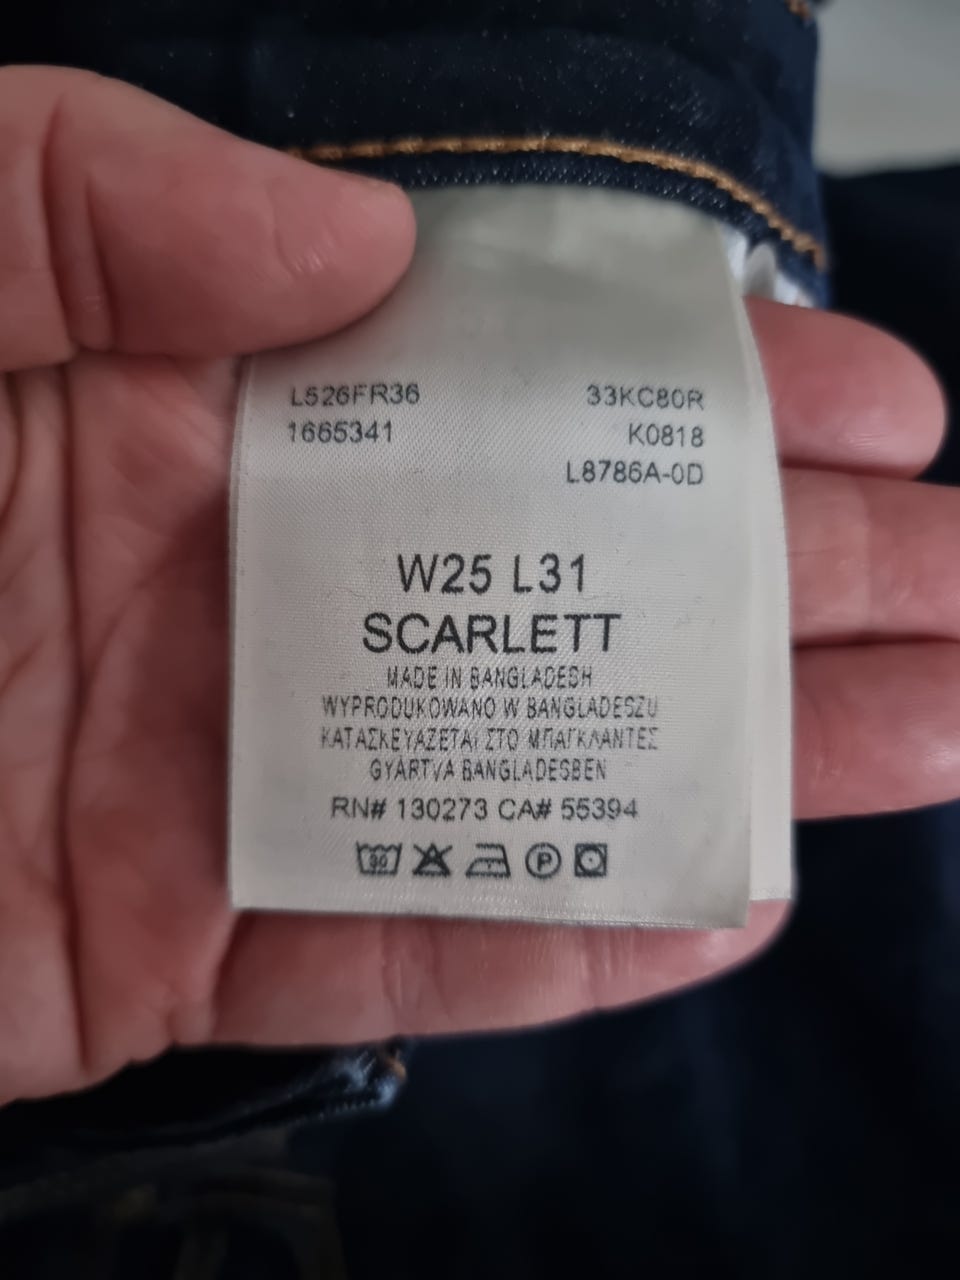 L526FR36
1665341
33KC80R
K0818
L8786A-0D
W25 L31
SCARLETT
MADE IN BANGLADESH
WYPRODUKOWANO W BANGLADESZU
ΚΑΤΑΣΚΕΥΑΖΕΤΑΙ ΣΤΟ ΜΠΑΓΚΛΑΝΤΕΣ
GYÁRTVA BANGLADESBEN
RN# 130273 CA# 55394
30
P